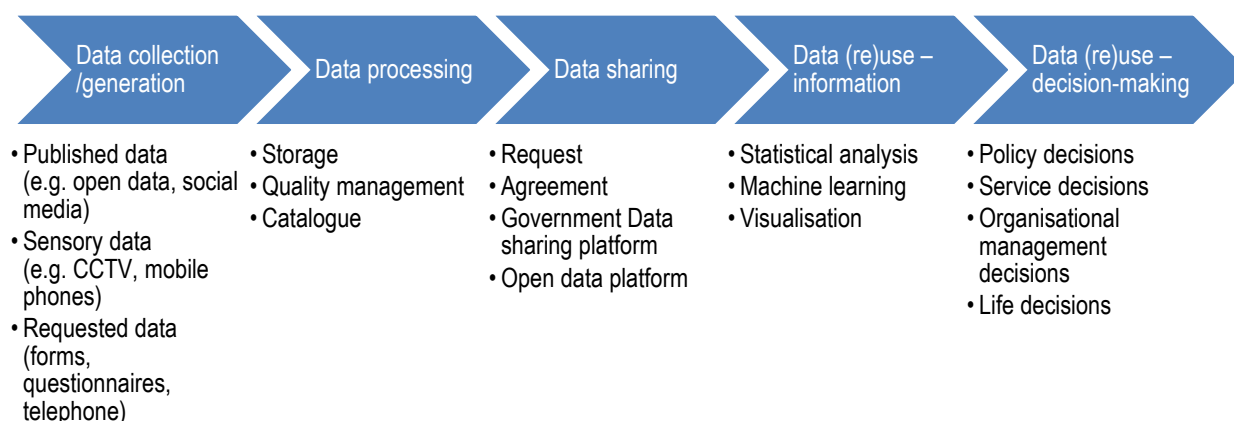 Data collection
/generation
Data processing
Data sharing
Data (re)use –
information
Data (re)use –
decision-making
• Published data
(e.g. open data, social
media)
• Sensory data
(e.g. CCTV, mobile
phones)
• Requested data
(forms,
questionnaires,
telephone)
• Storage
• Quality management
• Catalogue
• Request
• Agreement
• Government Data
sharing platform
• Open data platform
• Statistical analysis
• Machine learning
• Visualisation
• Policy decisions
• Service decisions
• Organisational
management
decisions
• Life decisions